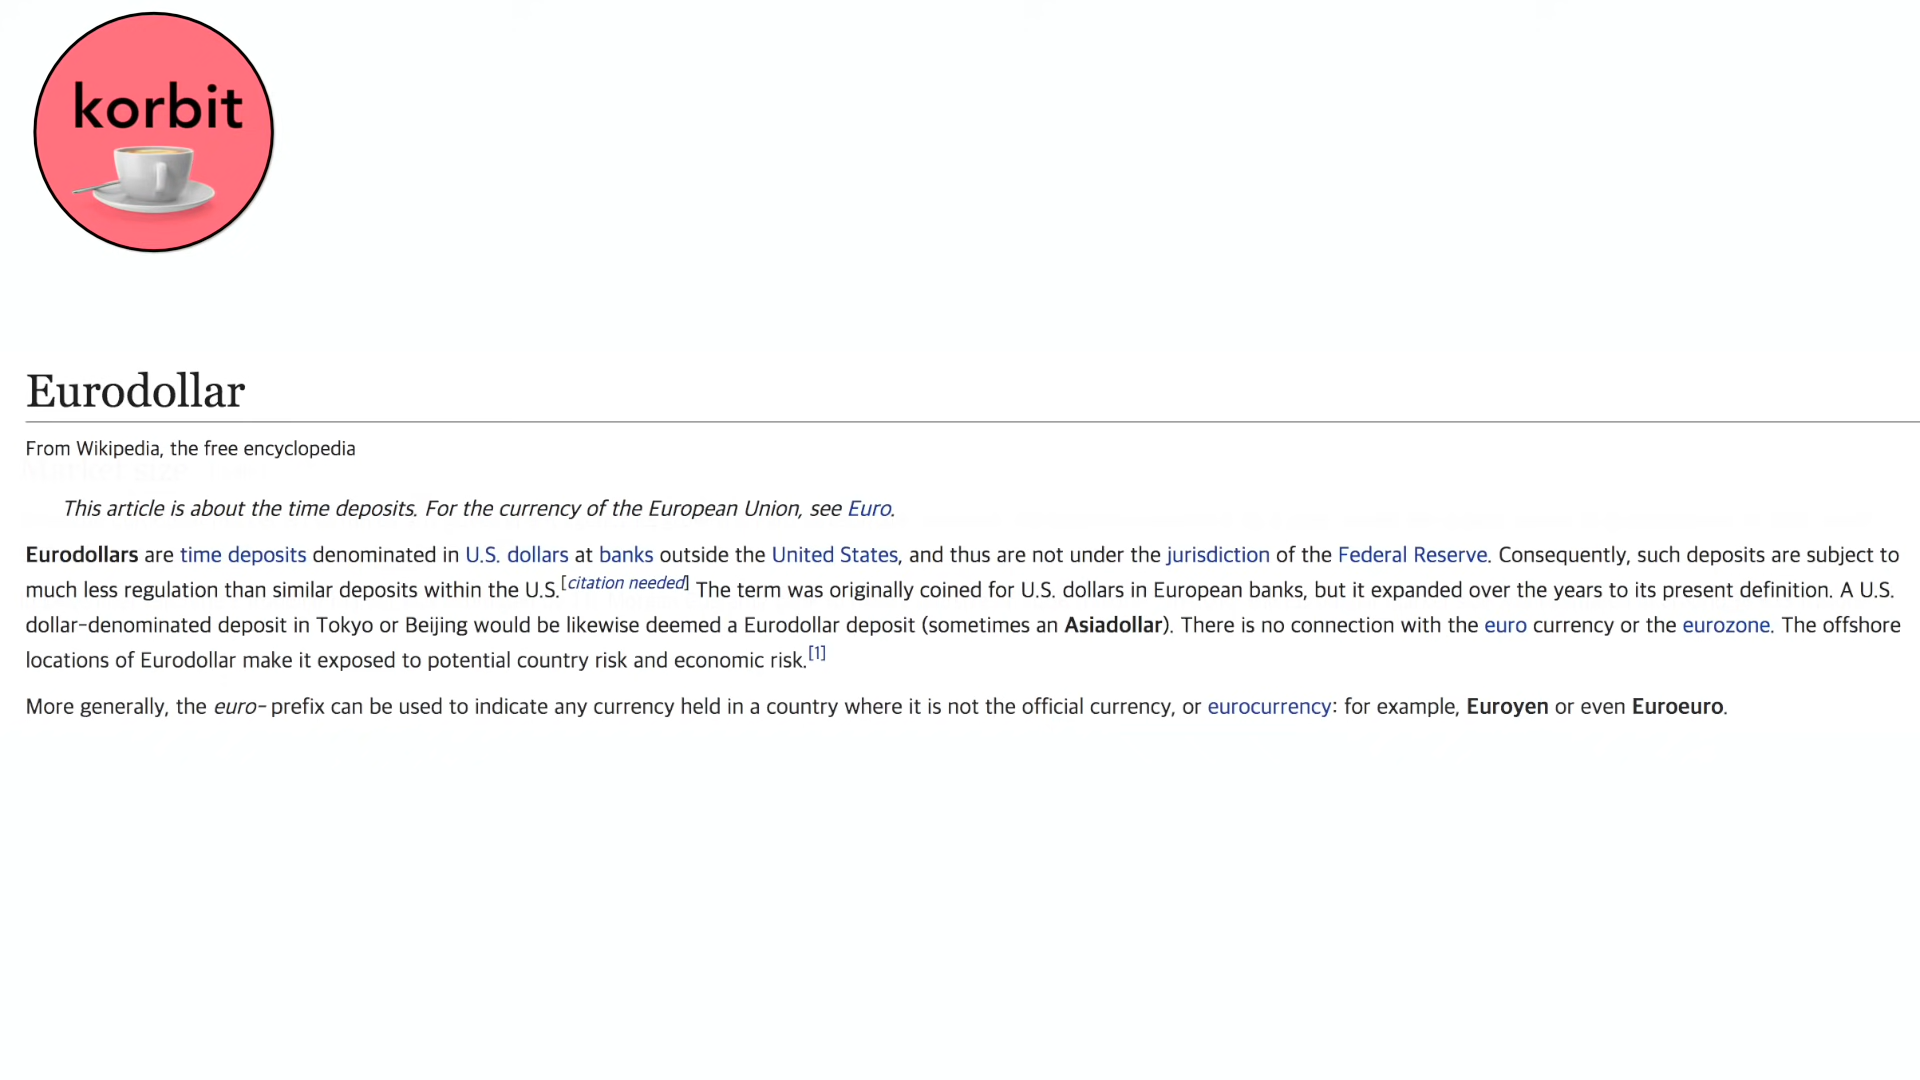 korbit
Eurodollar
From Wikipedia, the free encyclopedia
This article is about the time deposits. For the currency of the European Union, see Euro.
Eurodollars are time deposits denominated in U.S. dollars at banks outside the United States, and thus are not under the jurisdiction of the Federal Reserve. Consequently, such deposits are subject to
much less regulation than similar deposits within the U.S.[citation needed] The term was originally coined for U.S. dollars in European banks, but it expanded over the years to its present definition. A U.S.
dollar-denominated deposit in Tokyo or Beijing would be likewise deemed a Eurodollar deposit (sometimes an Asiadollar). There is no connection with the euro currency or the eurozone. The offshore
locations of Eurodollar make it exposed to potential country risk and economic risk.[1]
More generally, the euro- prefix can be used to indicate any currency held in a country where it is not the official currency, or eurocurrency: for example, Euroyen or even Euroeuro.